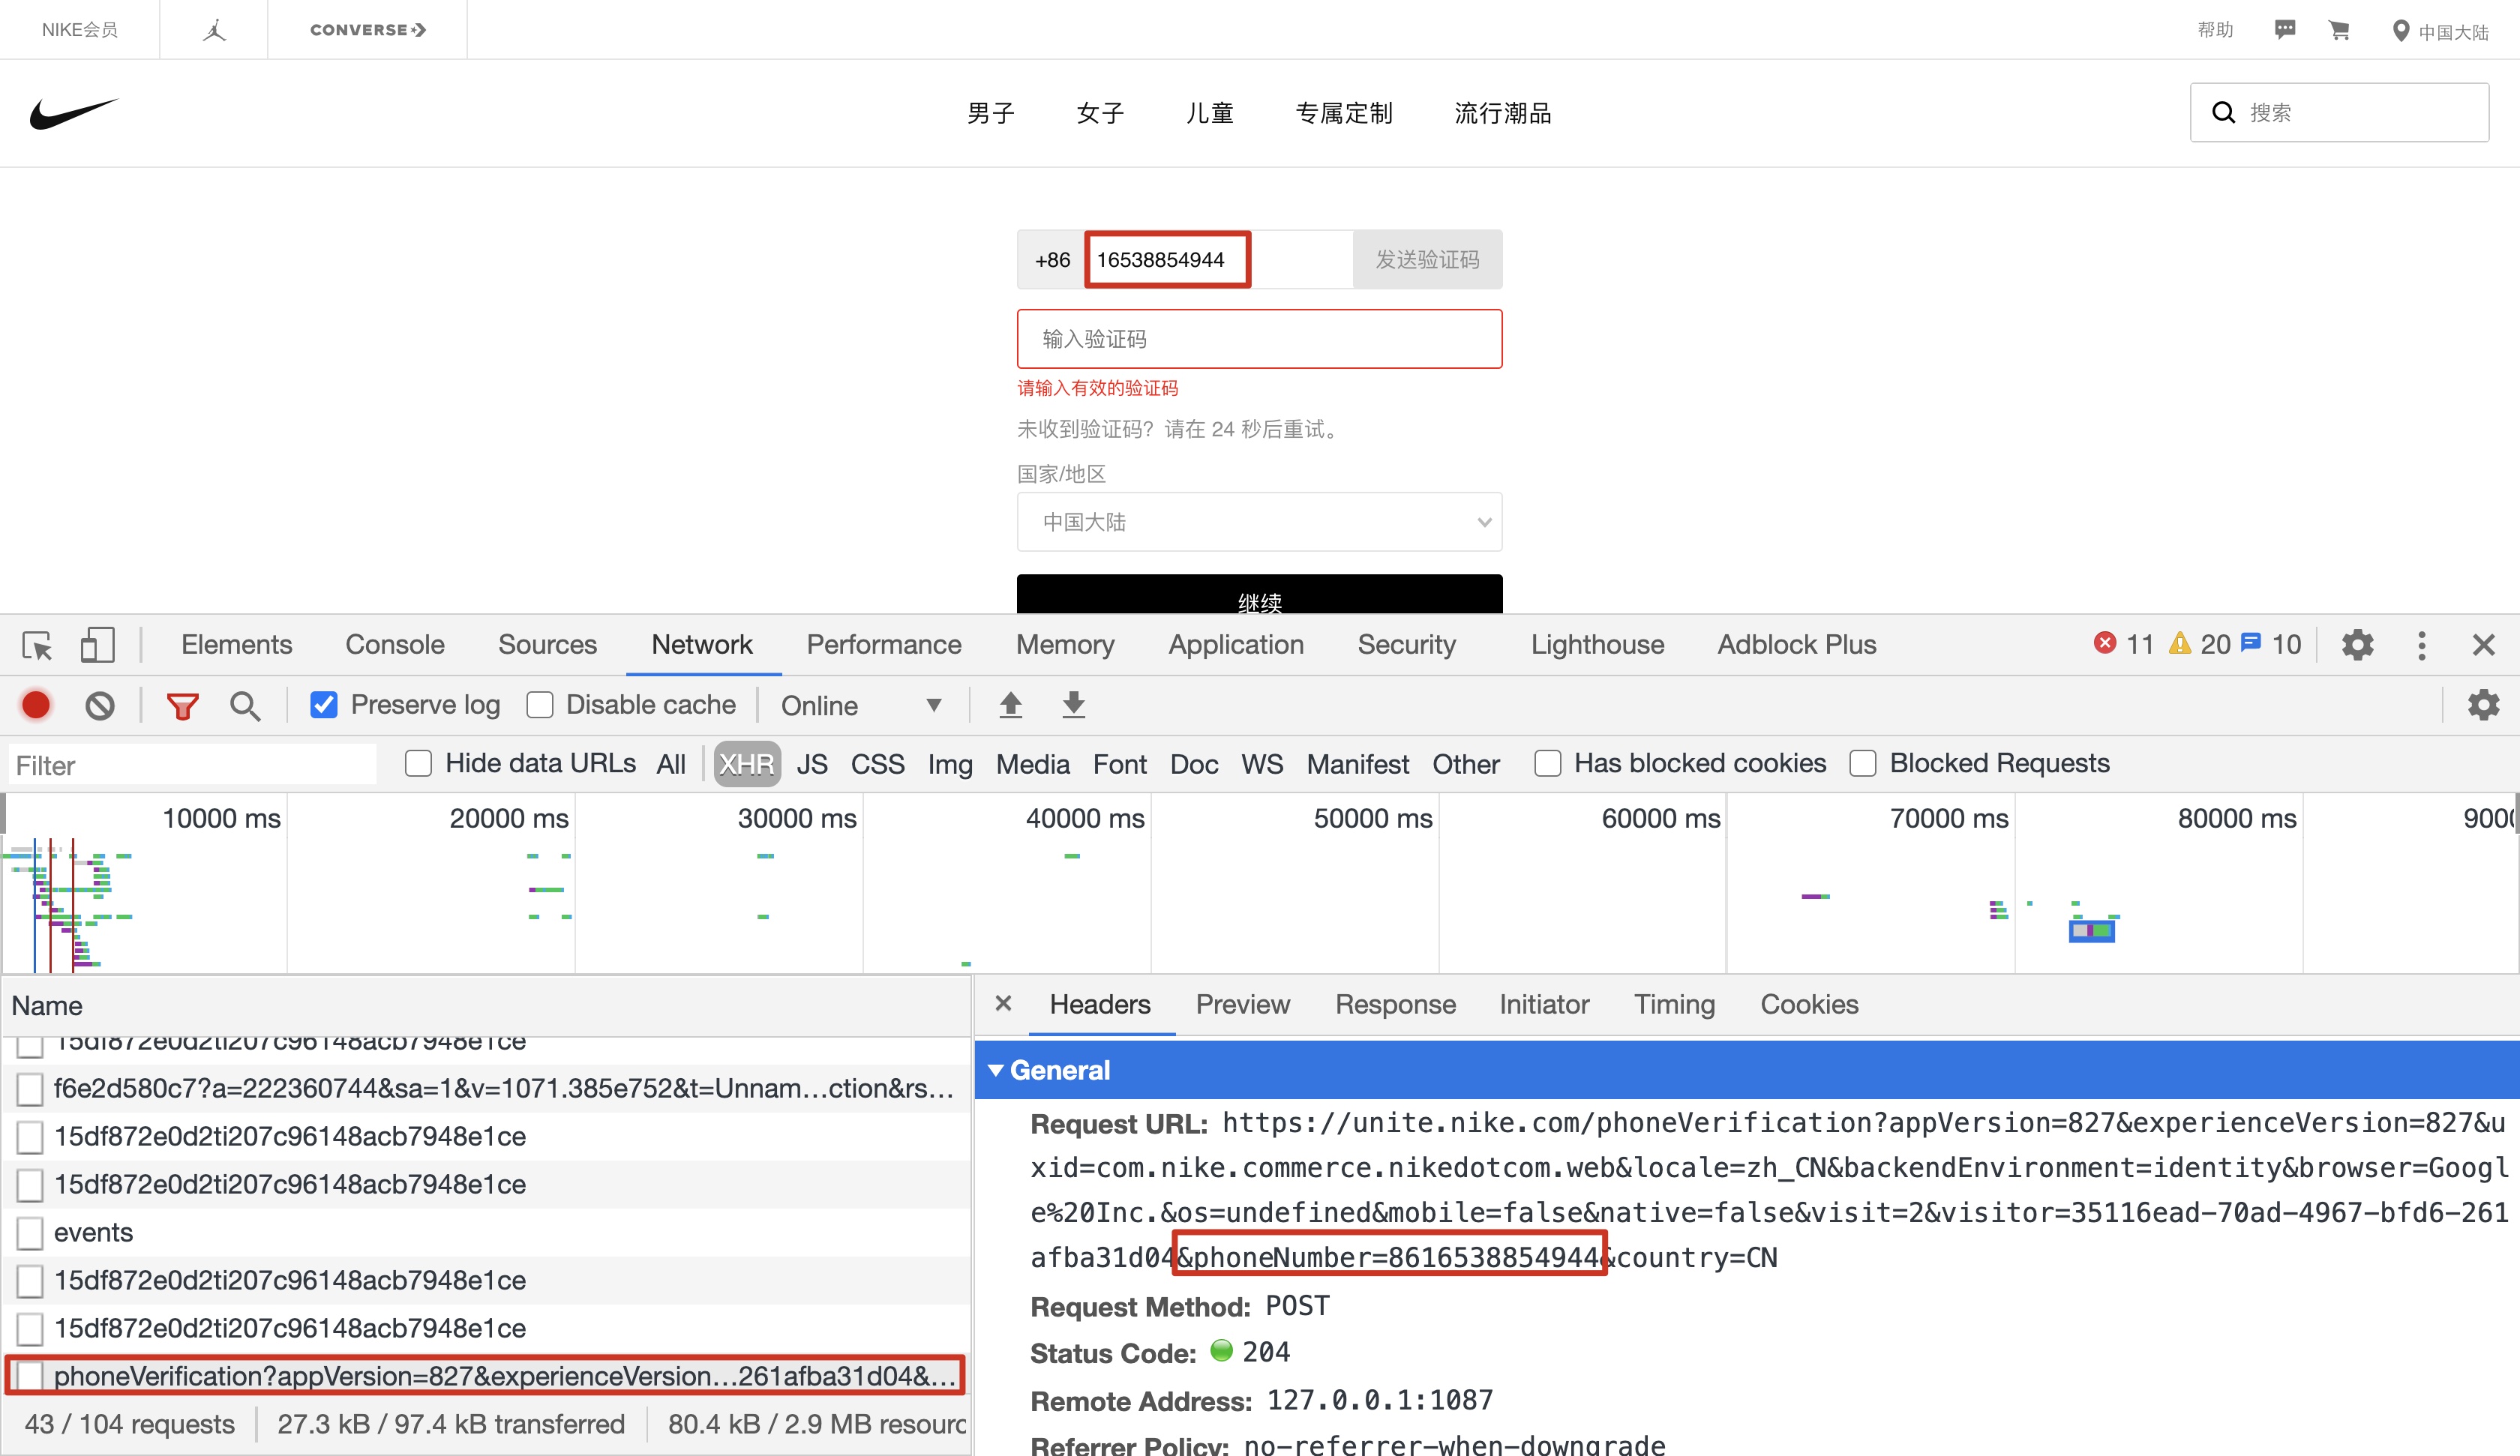 NIKE会员
CONVERSE
帮助
中国大陆
男子 女子 儿童 专属定制 流行潮品
搜索
+86 16538854944 发送验证码
输入验证码
请输入有效的验证码
未收到验证码？请在 24 秒后重试。
国家/地区
中国大陆
继续
Elements Console Sources Network Performance Memory Application Security Lighthouse Adblock Plus 11 20 10
Preserve log Disable cache Online
Filter Hide data URLs All XHR JS CSS Img Media Font Doc WS Manifest Other Has blocked cookies Blocked Requests
10000 ms 20000 ms 30000 ms 40000 ms 50000 ms 60000 ms 70000 ms 80000 ms
Name
15df872e0d2ti207c96148acb7948e1ce
f6e2d580c7?a=222360744&sa=1&v=1071.385e752&t=Unnam…ction&rs…
15df872e0d2ti207c96148acb7948e1ce
15df872e0d2ti207c96148acb7948e1ce
events
15df872e0d2ti207c96148acb7948e1ce
15df872e0d2ti207c96148acb7948e1ce
phoneVerification?appVersion=827&experienceVersion…261afba31d04&…
43 / 104 requests 27.3 kB / 97.4 kB transferred 80.4 kB / 2.9 MB resourc
Headers Preview Response Initiator Timing Cookies
General
Request URL: https://unite.nike.com/phoneVerification?appVersion=827&experienceVersion=827&u
xid=com.nike.commerce.nikedotcom.web&locale=zh_CN&backendEnvironment=identity&browser=Googl
e%20Inc.&os=undefined&mobile=false&native=false&visit=2&visitor=35116ead-70ad-4967-bfd6-261
afba31d04&phoneNumber=8616538854944&country=CN
Request Method: POST
Status Code: 204
Remote Address: 127.0.0.1:1087
Referrer Policy: no-referrer-when-downgrade